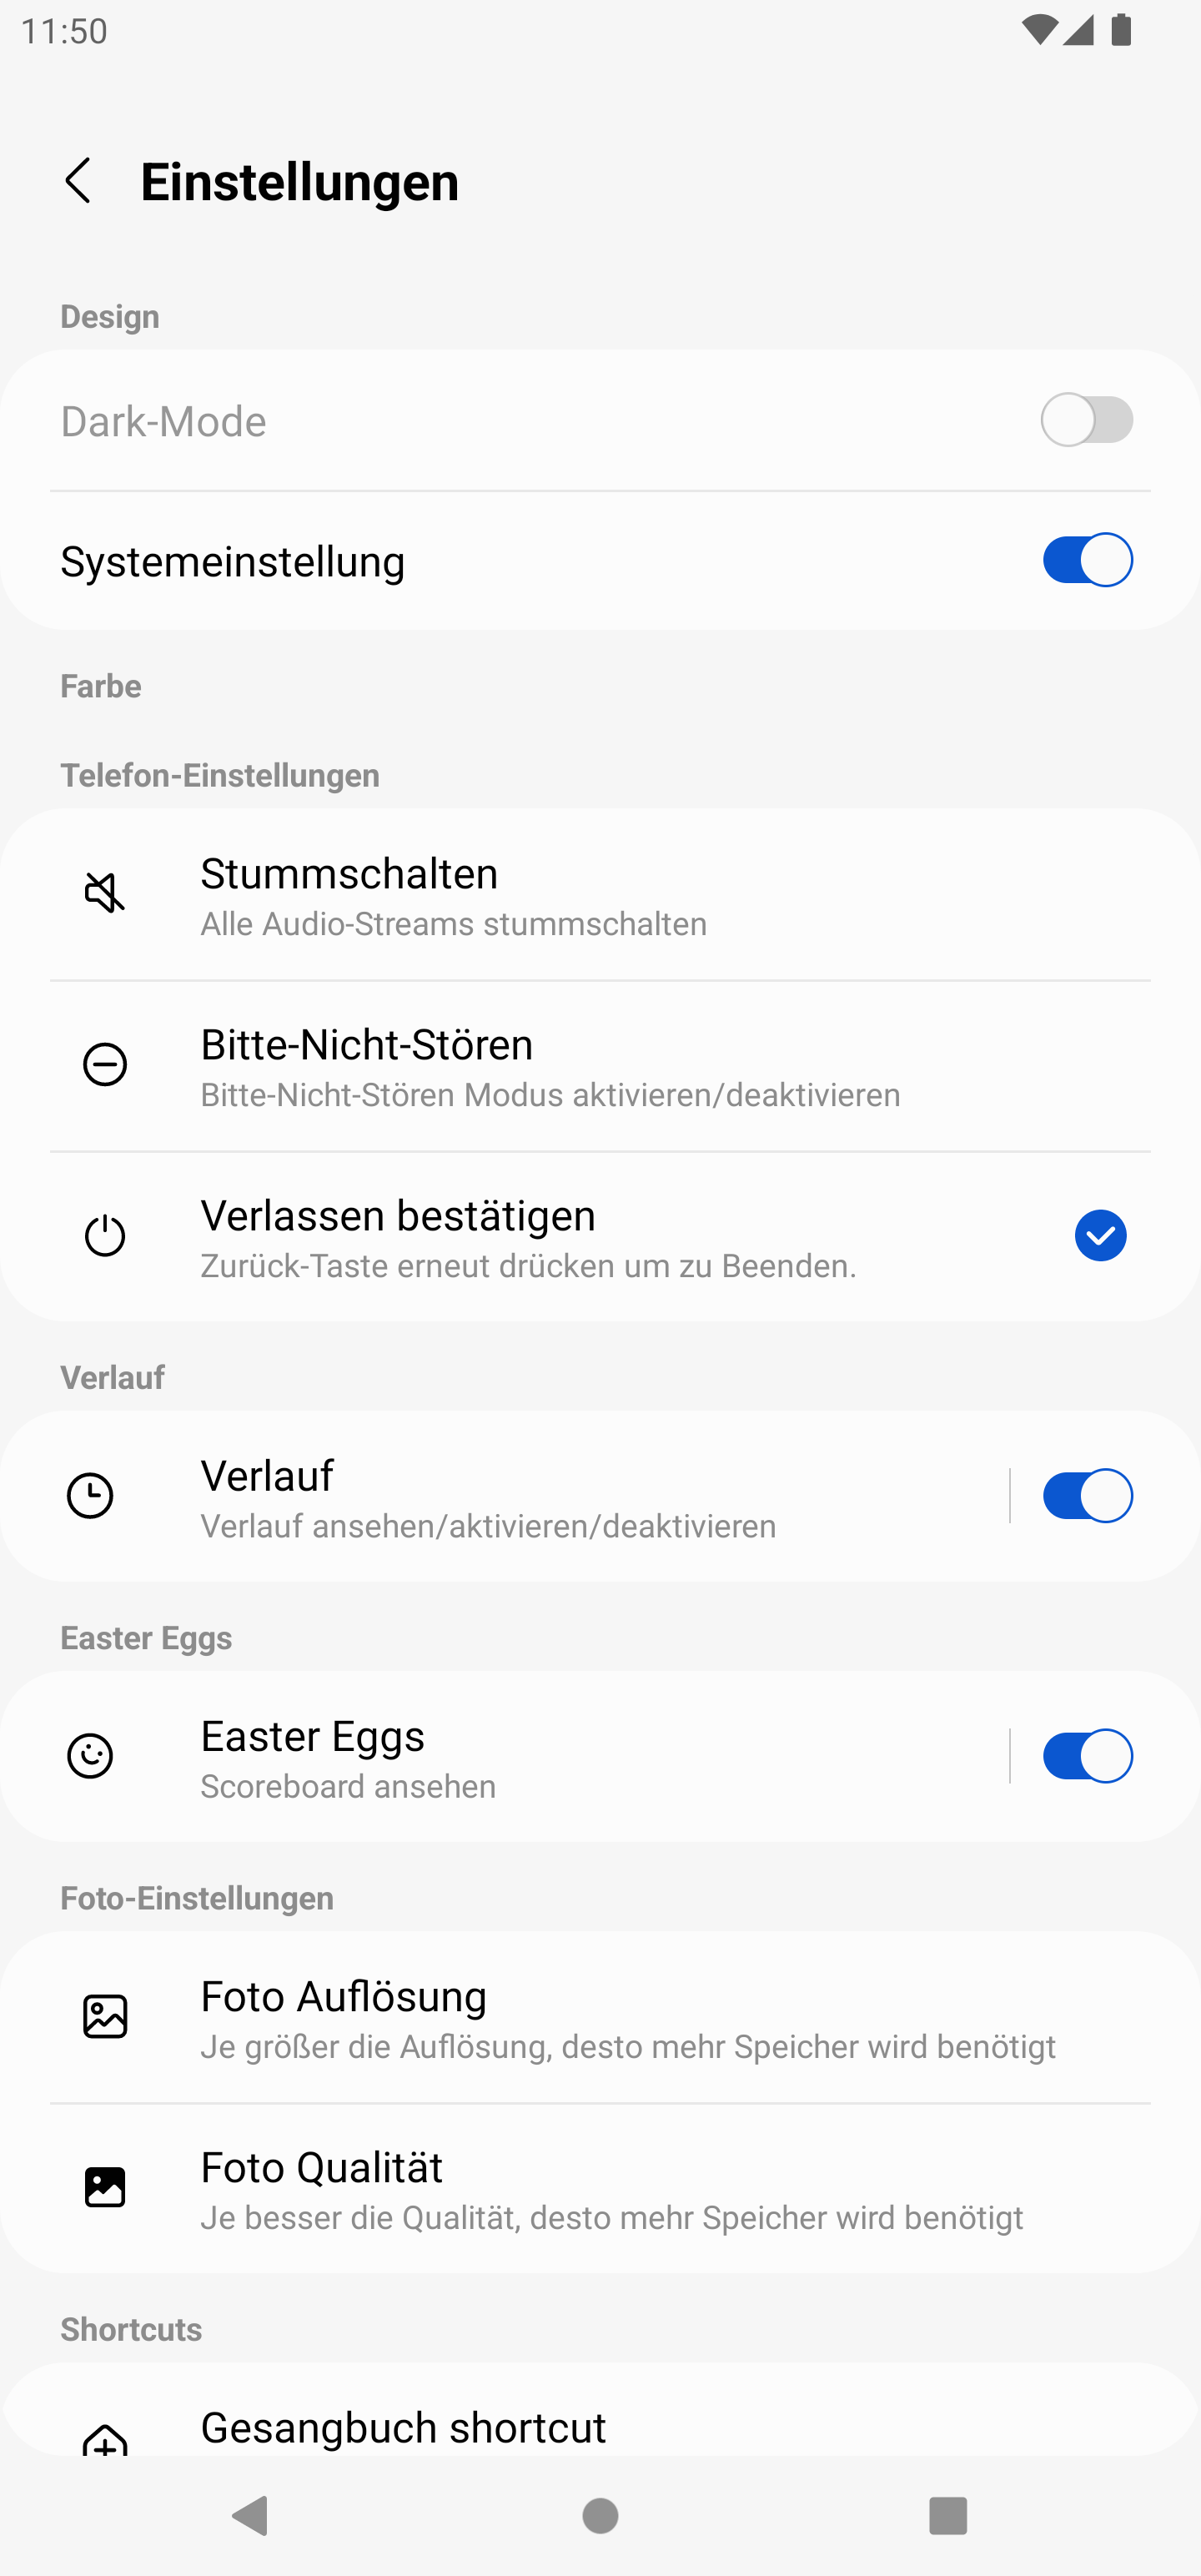 11:50
Einstellungen
Design
Dark-Mode
Systemeinstellung
Farbe
Telefon-Einstellungen
Stummschalten
Alle Audio-Streams stummschalten
Bitte-Nicht-Stören
Bitte-Nicht-Stören Modus aktivieren/deaktivieren
Verlassen bestätigen
Zurück-Taste erneut drücken um zu Beenden.
Verlauf
Verlauf
Verlauf ansehen/aktivieren/deaktivieren
Easter Eggs
Easter Eggs
Scoreboard ansehen
Foto-Einstellungen
Foto Auflösung
Je größer die Auflösung, desto mehr Speicher wird benötigt
Foto Qualität
Je besser die Qualität, desto mehr Speicher wird benötigt
Shortcuts
Gesangbuch shortcut